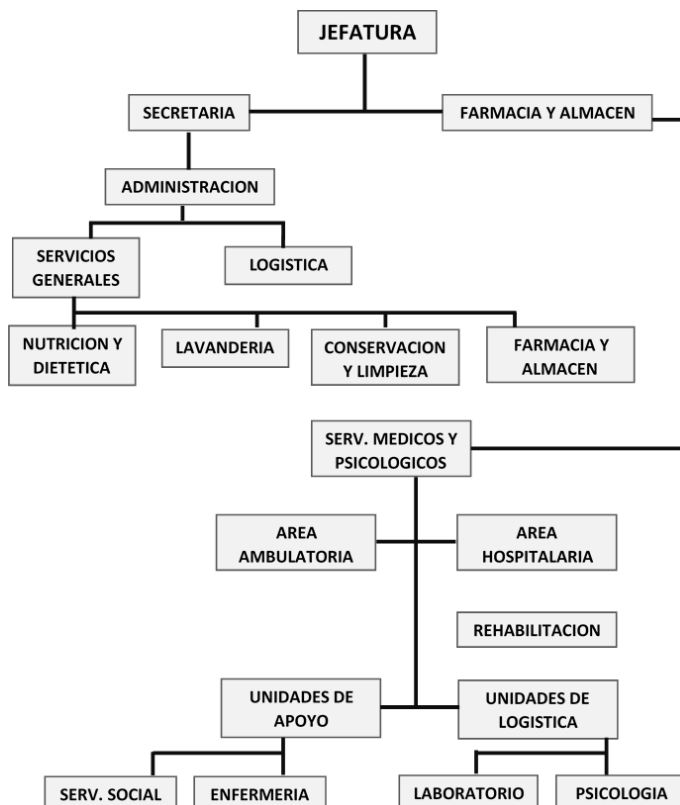 JEFATURA
SECRETARIA
FARMACIA Y ALMACEN
ADMINISTRACION
SERVICIOS
GENERALES
LOGISTICA
NUTRICION Y
DIETETICA
LAVANDERIA
CONSERVACION
Y LIMPIEZA
FARMACIA Y
ALMACEN
SERV. MEDICOS Y
PSICOLOGICOS
AREA
AMBULATORIA
AREA
HOSPITALARIA
REHABILITACION
UNIDADES DE
APOYO
UNIDADES DE
LOGISTICA
SERV. SOCIAL
ENFERMERIA
LABORATORIO
PSICOLOGIA